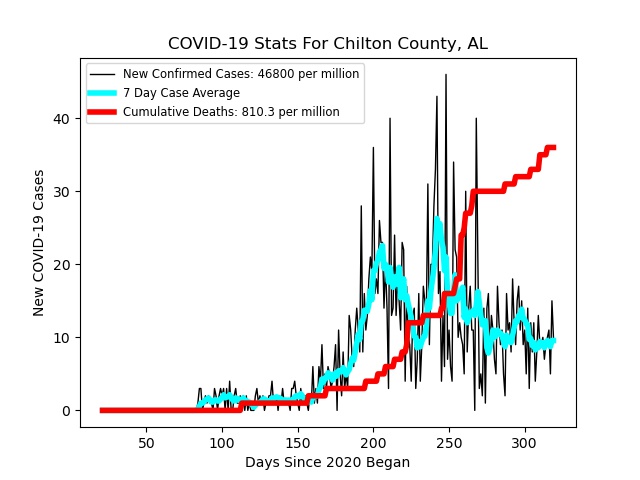 COVID-19 Stats For Chilton County, AL
New Confirmed Cases: 46800 per million
7 Day Case Average
Cumulative Deaths: 810.3 per million
40
30
20
10
0
New COVID-19 Cases
50 100 150 200 250 300
Days Since 2020 Began